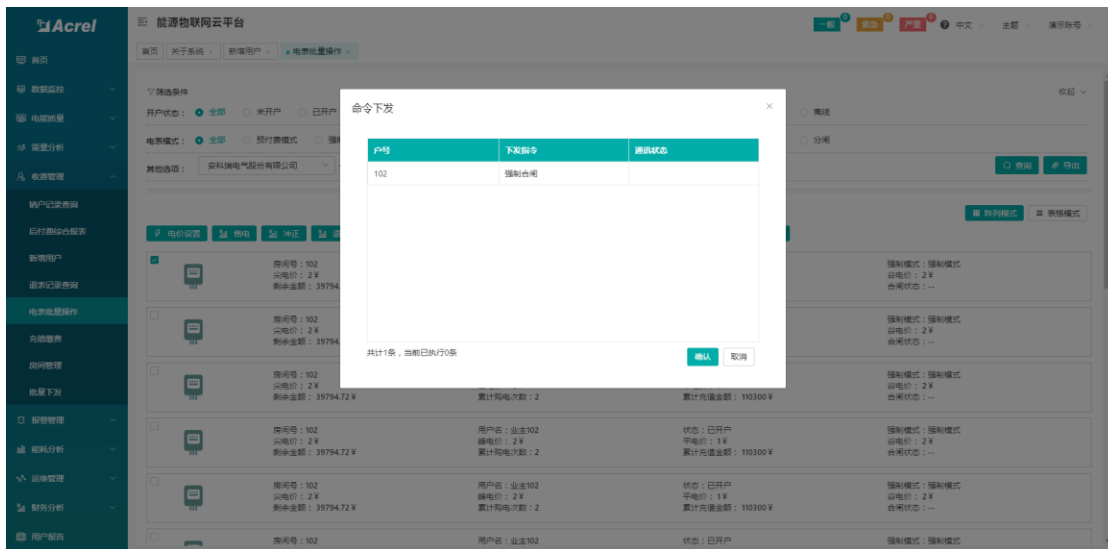 Acrel
能源物联网云平台
一般 0 紧急 0 严重 0 中文 主题 演示账号
首页 关于系统 新增用户 电表批量操作
首页
数据监控
电能质量
需量分析
收费管理
销户记录查询
后付费综合报表
新增用户
退表记录查询
电表批量操作
充值缴费
房间管理
批量下发
报警管理
能耗分析
运维管理
财务分析
用户报告
筛选条件 收起
开户状态： 全部 未开户 已开户 离线
电表模式： 全部 预付费模式 强制 分闸
其他选项： 安科瑞电气股份有限公司 查询 导出
阵列模式 表格模式
电价设置 售电 冲正
命令下发 ×
户号 下发指令 通讯状态
102 强制合闸
共计1条，当前已执行0条
确认 取消
房间号：102 强制模式：强制模式
尖电价：2¥ 谷电价：2¥
剩余金额：39794. 合闸状态：--
房间号：102 强制模式：强制模式
尖电价：2¥ 谷电价：2¥
剩余金额：39794 合闸状态：--
房间号：102 强制模式：强制模式
尖电价：2¥ 谷电价：2¥
剩余金额：39794.72¥ 累计购电次数：2 累计充值金额：110300¥ 合闸状态：--
房间号：102 用户名：业主102 状态：已开户 强制模式：强制模式
尖电价：2¥ 峰电价：2¥ 平电价：1¥ 谷电价：2¥
剩余金额：39794.72¥ 累计购电次数：2 累计充值金额：110300¥ 合闸状态：--
房间号：102 用户名：业主102 状态：已开户 强制模式：强制模式
尖电价：2¥ 峰电价：2¥ 平电价：1¥ 谷电价：2¥
剩余金额：39794.72¥ 累计购电次数：2 累计充值金额：110300¥ 合闸状态：--
房间号：102 用户名：业主102 状态：已开户 强制模式：强制模式